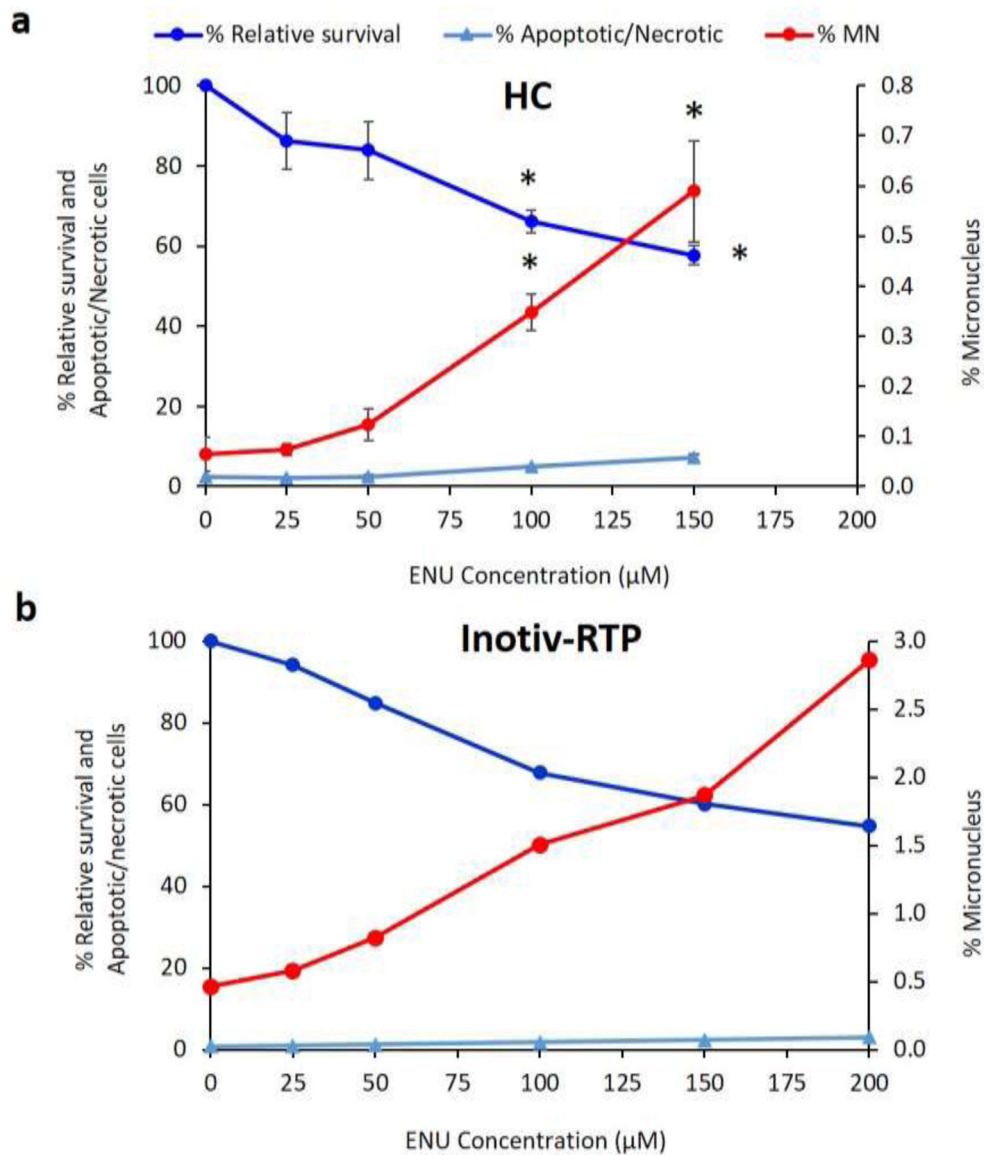 a
% Relative survival
% Apoptotic/Necrotic
% MN
HC
% Relative survival and
Apoptotic/Necrotic cells
100
80
60
40
20
0
0.8
0.7
0.6
0.5
0.4
0.3
0.2
0.1
0.0
% Micronucleus
*
*
*
*
0 25 50 75 100 125 150 175 200
ENU Concentration (µM)
b
Inotiv-RTP
% Relative survival and
Apoptotic/necrotic cells
100
80
60
40
20
0
3.0
2.5
2.0
1.5
1.0
0.5
0.0
% Micronucleus
0 25 50 75 100 125 150 175 200
ENU Concentration (µM)